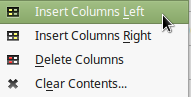 Insert Columns Left
Insert Columns Right
Delete Columns
Clear Contents...